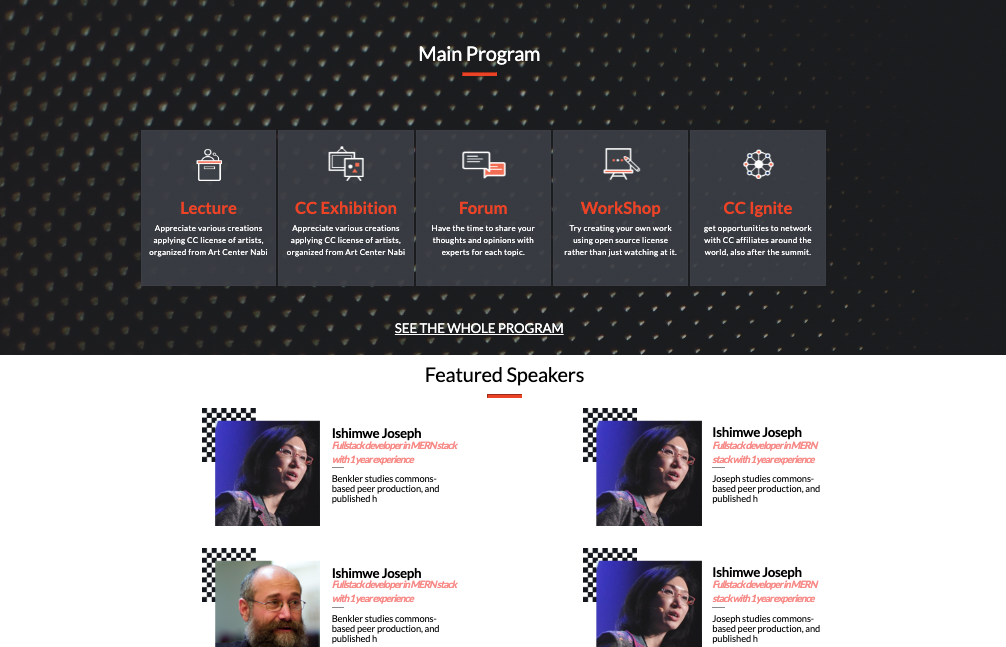 Main Program
Lecture
Appreciate various creations
applying CC license of artists,
organized from Art Center Nabi
CC Exhibition
Appreciate various creations
applying CC license of artists,
organized from Art Center Nabi
Forum
Have the time to share your
thoughts and opinions with
experts for each topic.
WorkShop
Try creating your own work
using open source license
rather than just watching at it.
CC Ignite
get opportunities to network
with CC affiliates around the
world, also after the summit.
SEE THE WHOLE PROGRAM
Featured Speakers
Ishimwe Joseph
Fullstack developer in MERN stack
with 1 year experience
Benkler studies commons-
based peer production, and
published h
Ishimwe Joseph
Fullstack developer in MERN
stack with 1 year experience
Joseph studies commons-
based peer production, and
published h
Ishimwe Joseph
Fullstack developer in MERN stack
with 1 year experience
Benkler studies commons-
based peer production, and
published h
Ishimwe Joseph
Fullstack developer in MERN
stack with 1 year experience
Joseph studies commons-
based peer production, and
published h